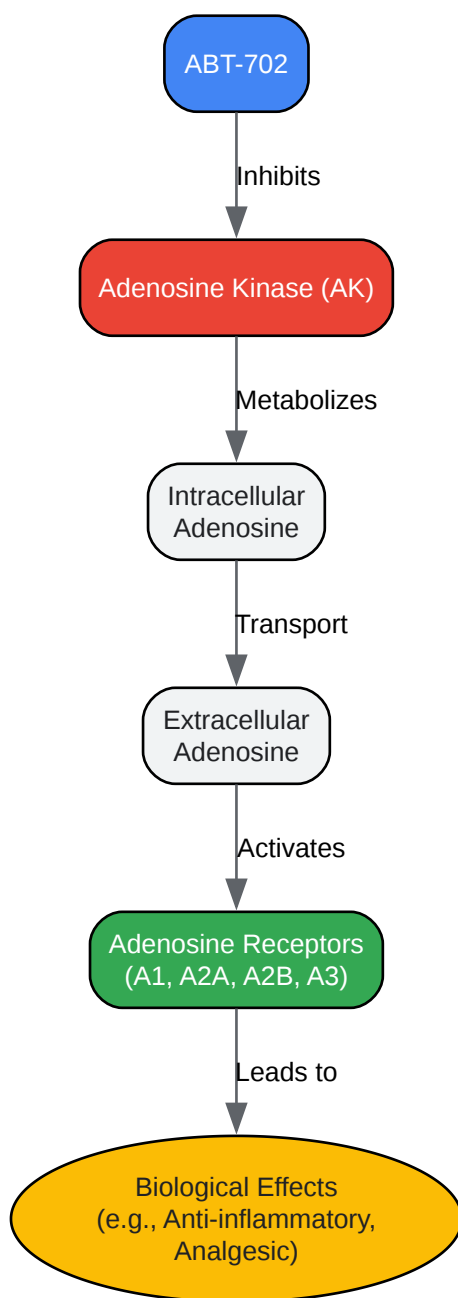 ABT-702
Inhibits
Adenosine Kinase (AK)
Metabolizes
Intracellular
Adenosine
Transport
Extracellular
Adenosine
Activates
Adenosine Receptors
(A1, A2A, A2B, A3)
Leads to
Biological Effects
(e.g., Anti-inflammatory,
Analgesic)